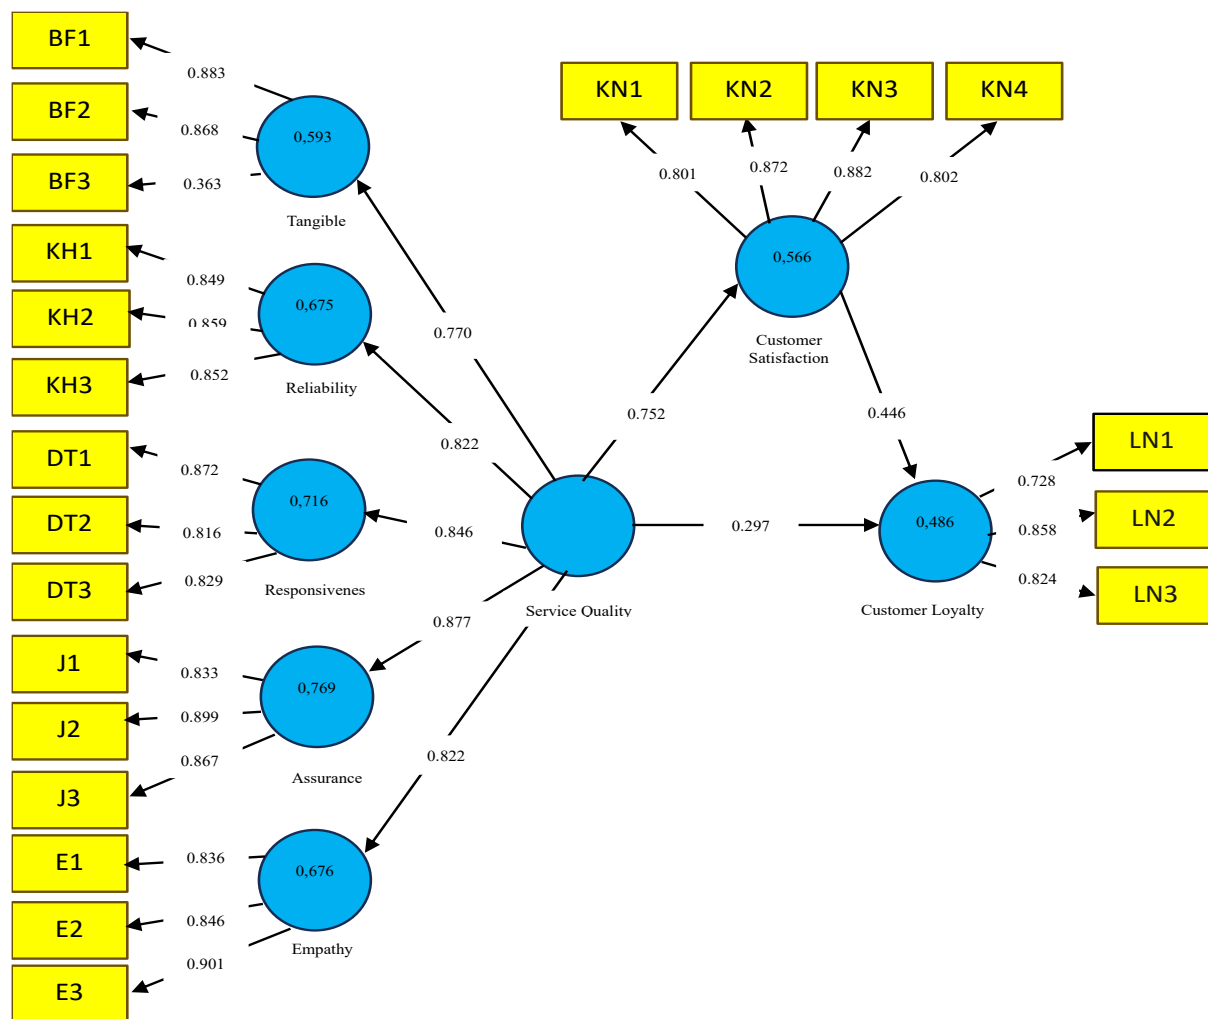 BF1
0.883
BF2
0.868
BF3
0.363
0,593
Tangible
KH1
0.849
KH2
0.859
KH3
0.852
0,675
Reliability
DT1
0.872
DT2
0.816
DT3
0.829
0,716
Responsivenes
J1
0.833
J2
0.899
J3
0.867
0,769
Assurance
E1
0.836
E2
0.846
E3
0.901
0,676
Empathy
0.770
0.822
0.846
0.877
0.822
Service Quality
KN1
KN2
KN3
KN4
0.801
0.872
0.882
0.802
0,566
Customer
Satisfaction
0.752
0.446
0.297
0,486
Customer Loyalty
LN1
0.728
LN2
0.858
LN3
0.824